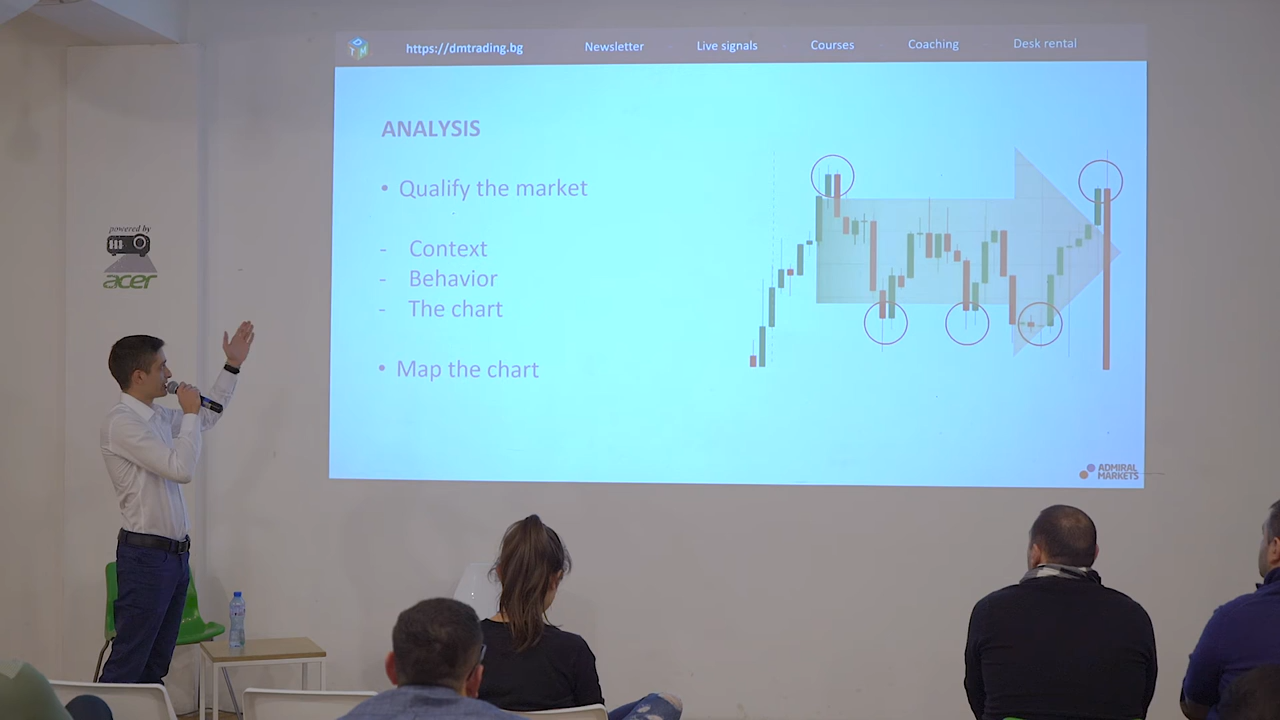 https://dmtrading.bg Newsletter Live signals Courses Coaching Desk rental
ANALYSIS
• Qualify the market
- Context
- Behavior
- The chart
• Map the chart
ADMIRAL
MARKETS
powered by
acer